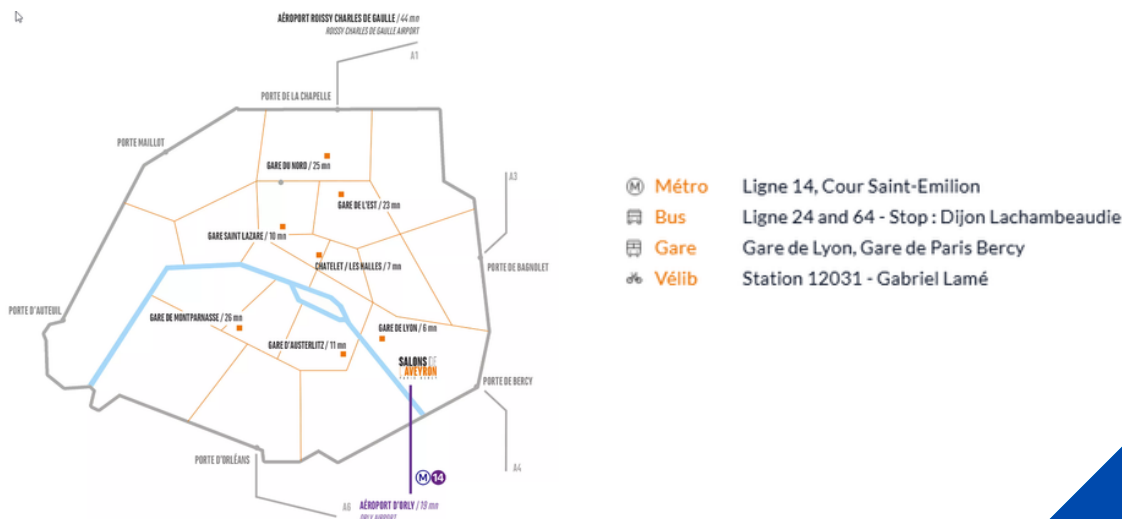 AÉROPORT ROISSY CHARLES DE GAULLE / 44 mn
ROISSY CHARLES DE GAULLE AIRPORT
A1
PORTE DE LA CHAPELLE
PORTE MAILLOT
GARE DU NORD / 25 mn
A3
GARE DE L'EST / 23 mn
GARE SAINT LAZARE / 10 mn
CHATELET / LES HALLES / 7 mn
PORTE DE BAGNOLET
PORTE D'AUTEUIL
GARE DE MONTPARNASSE / 26 mn
GARE DE LYON / 6 mn
GARE D'AUSTERLITZ / 11 mn
SALONS DE
L'AVEYRON
PARIS BERCY
PORTE DE BERCY
PORTE D'ORLÉANS
A4
M 14
A6
AÉROPORT D'ORLY / 19 mn
ORLY AIRPORT
M Métro Ligne 14, Cour Saint-Emilion
Bus Ligne 24 and 64 - Stop : Dijon Lachambeaudie
Gare Gare de Lyon, Gare de Paris Bercy
Vélib Station 12031 - Gabriel Lamé